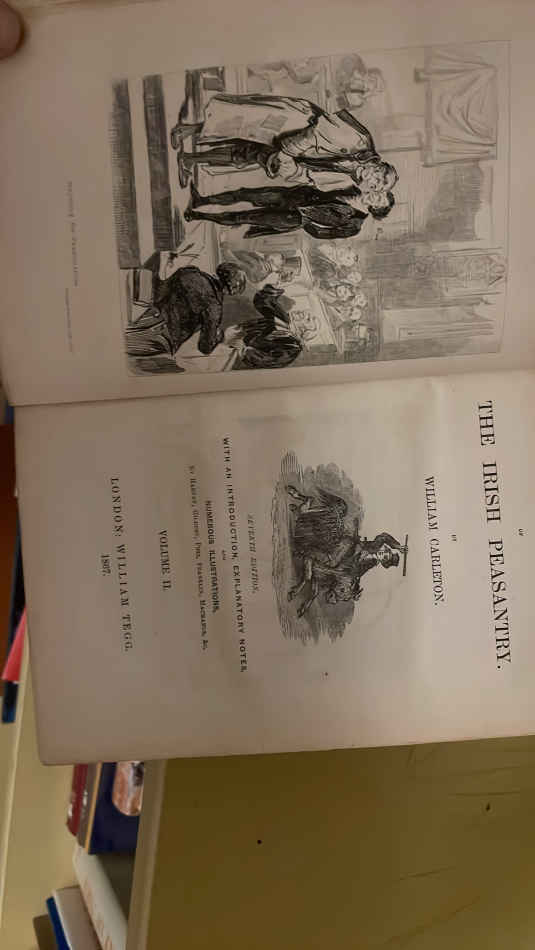 OF
THE IRISH PEASANTRY.
BY
WILLIAM CARLETON.
SEVENTH EDITION,
WITH AN INTRODUCTION, EXPLANATORY NOTES,
AND
NUMEROUS ILLUSTRATIONS,
BY HARVEY, GILBERT, PHIZ, FRANKLIN, MACMANUS, &c.
VOLUME II.
LONDON: WILLIAM TEGG.
1867.